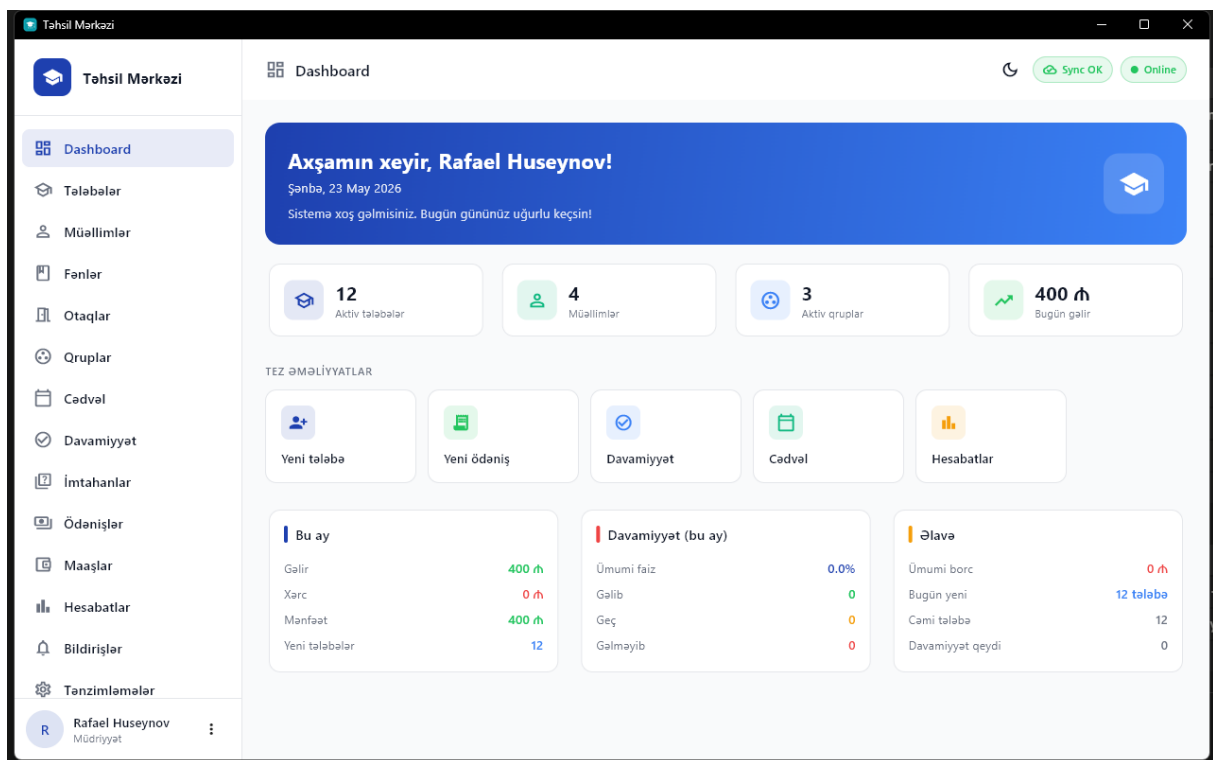 Təhsil Mərkəzi
Təhsil Mərkəzi
Dashboard
Tələbələr
Müəllimlər
Fənlər
Otaqlar
Qruplar
Cədvəl
Davamiyyət
İmtahanlar
Ödənişlər
Maaşlar
Hesabatlar
Bildirişlər
Tənzimləmələr
R
Rafael Huseynov
Müdriyyət
Dashboard
Sync OK
Online
Axşamın xeyir, Rafael Huseynov!
Şənbə, 23 May 2026
Sistemə xoş gəlmisiniz. Bugün gününüz uğurlu keçsin!
12
Aktiv tələbələr
4
Müəllimlər
3
Aktiv qruplar
400 ₼
Bugün gəlir
TEZ ƏMƏLİYYATLAR
Yeni tələbə
Yeni ödəniş
Davamiyyət
Cədvəl
Hesabatlar
Bu ay
Gəlir 400 ₼
Xərc 0 ₼
Mənfəət 400 ₼
Yeni tələbələr 12
Davamiyyət (bu ay)
Ümumi faiz 0.0%
Gəlib 0
Geç 0
Gəlməyib 0
Əlavə
Ümumi borc 0 ₼
Bugün yeni 12 tələbə
Cəmi tələbə 12
Davamiyyət qeydi 0